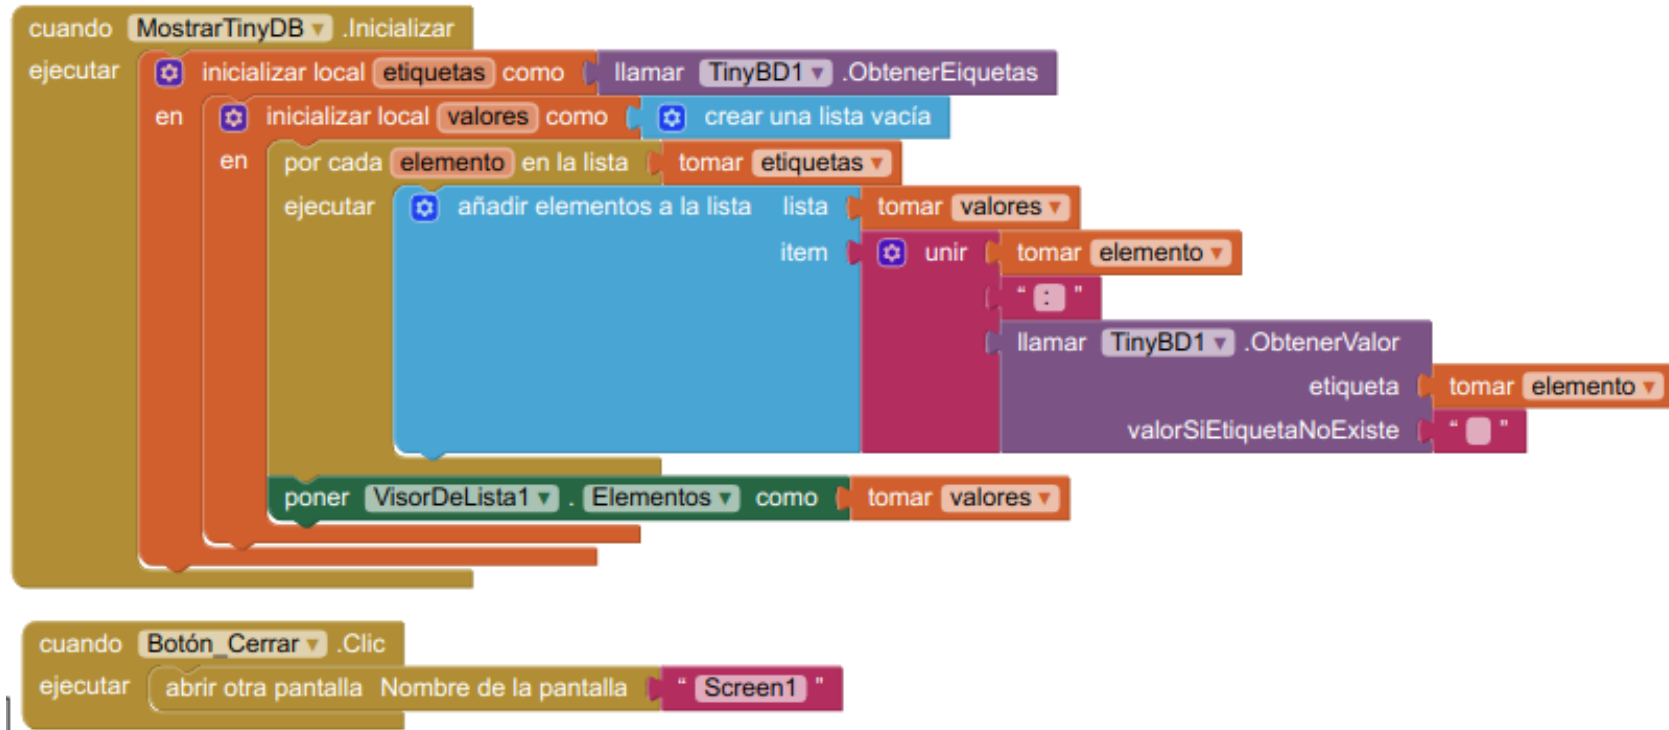 cuando MostrarTinyDB .Inicializar
ejecutar inicializar local etiquetas como llamar TinyBD1 .ObtenerEiquetas
en inicializar local valores como crear una lista vacía
en por cada elemento en la lista tomar etiquetas
ejecutar añadir elementos a la lista lista tomar valores
item unir tomar elemento
" : "
llamar TinyBD1 .ObtenerValor
etiqueta tomar elemento
valorSiEtiquetaNoExiste " "
poner VisorDeLista1 . Elementos como tomar valores
cuando Botón_Cerrar .Clic
ejecutar abrir otra pantalla Nombre de la pantalla " Screen1 "